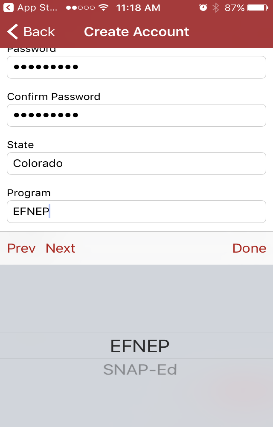 App St... 11:18 AM 87%
Back Create Account
Password
•••••••••
Confirm Password
•••••••••
State
Colorado
Program
EFNEP
Prev Next Done
EFNEP
SNAP-Ed